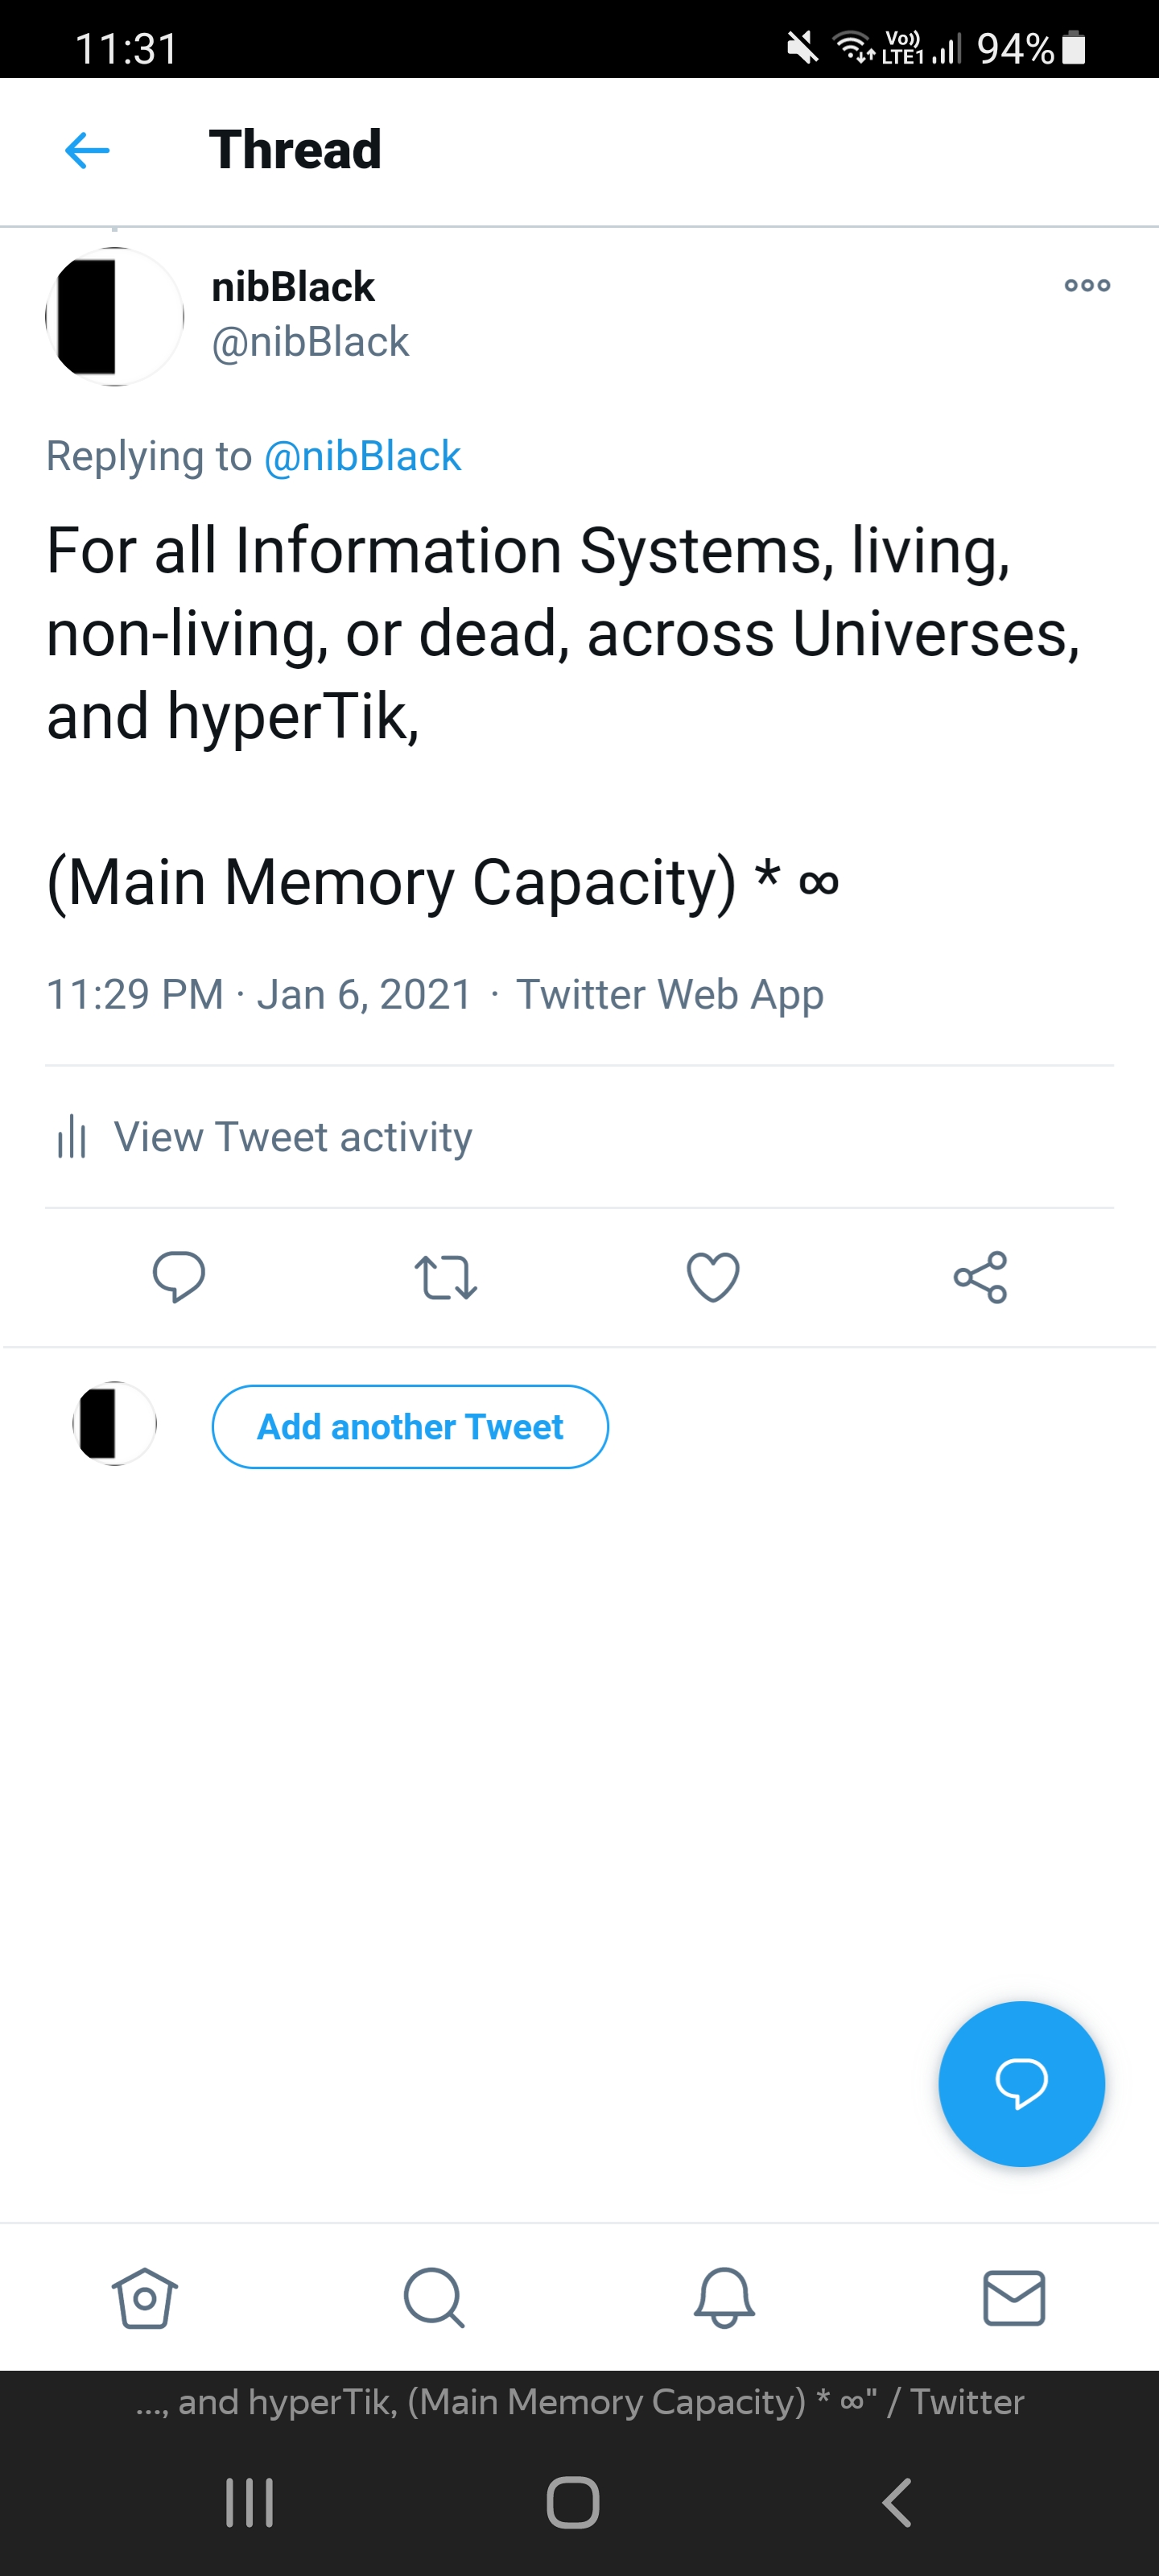 11:31
Vo)) LTE1 94%
Thread
nibBlack
@nibBlack
Replying to @nibBlack
For all Information Systems, living,
non-living, or dead, across Universes,
and hyperTik,
(Main Memory Capacity) * ∞
11:29 PM · Jan 6, 2021 · Twitter Web App
View Tweet activity
Add another Tweet
..., and hyperTik, (Main Memory Capacity) * ∞" / Twitter